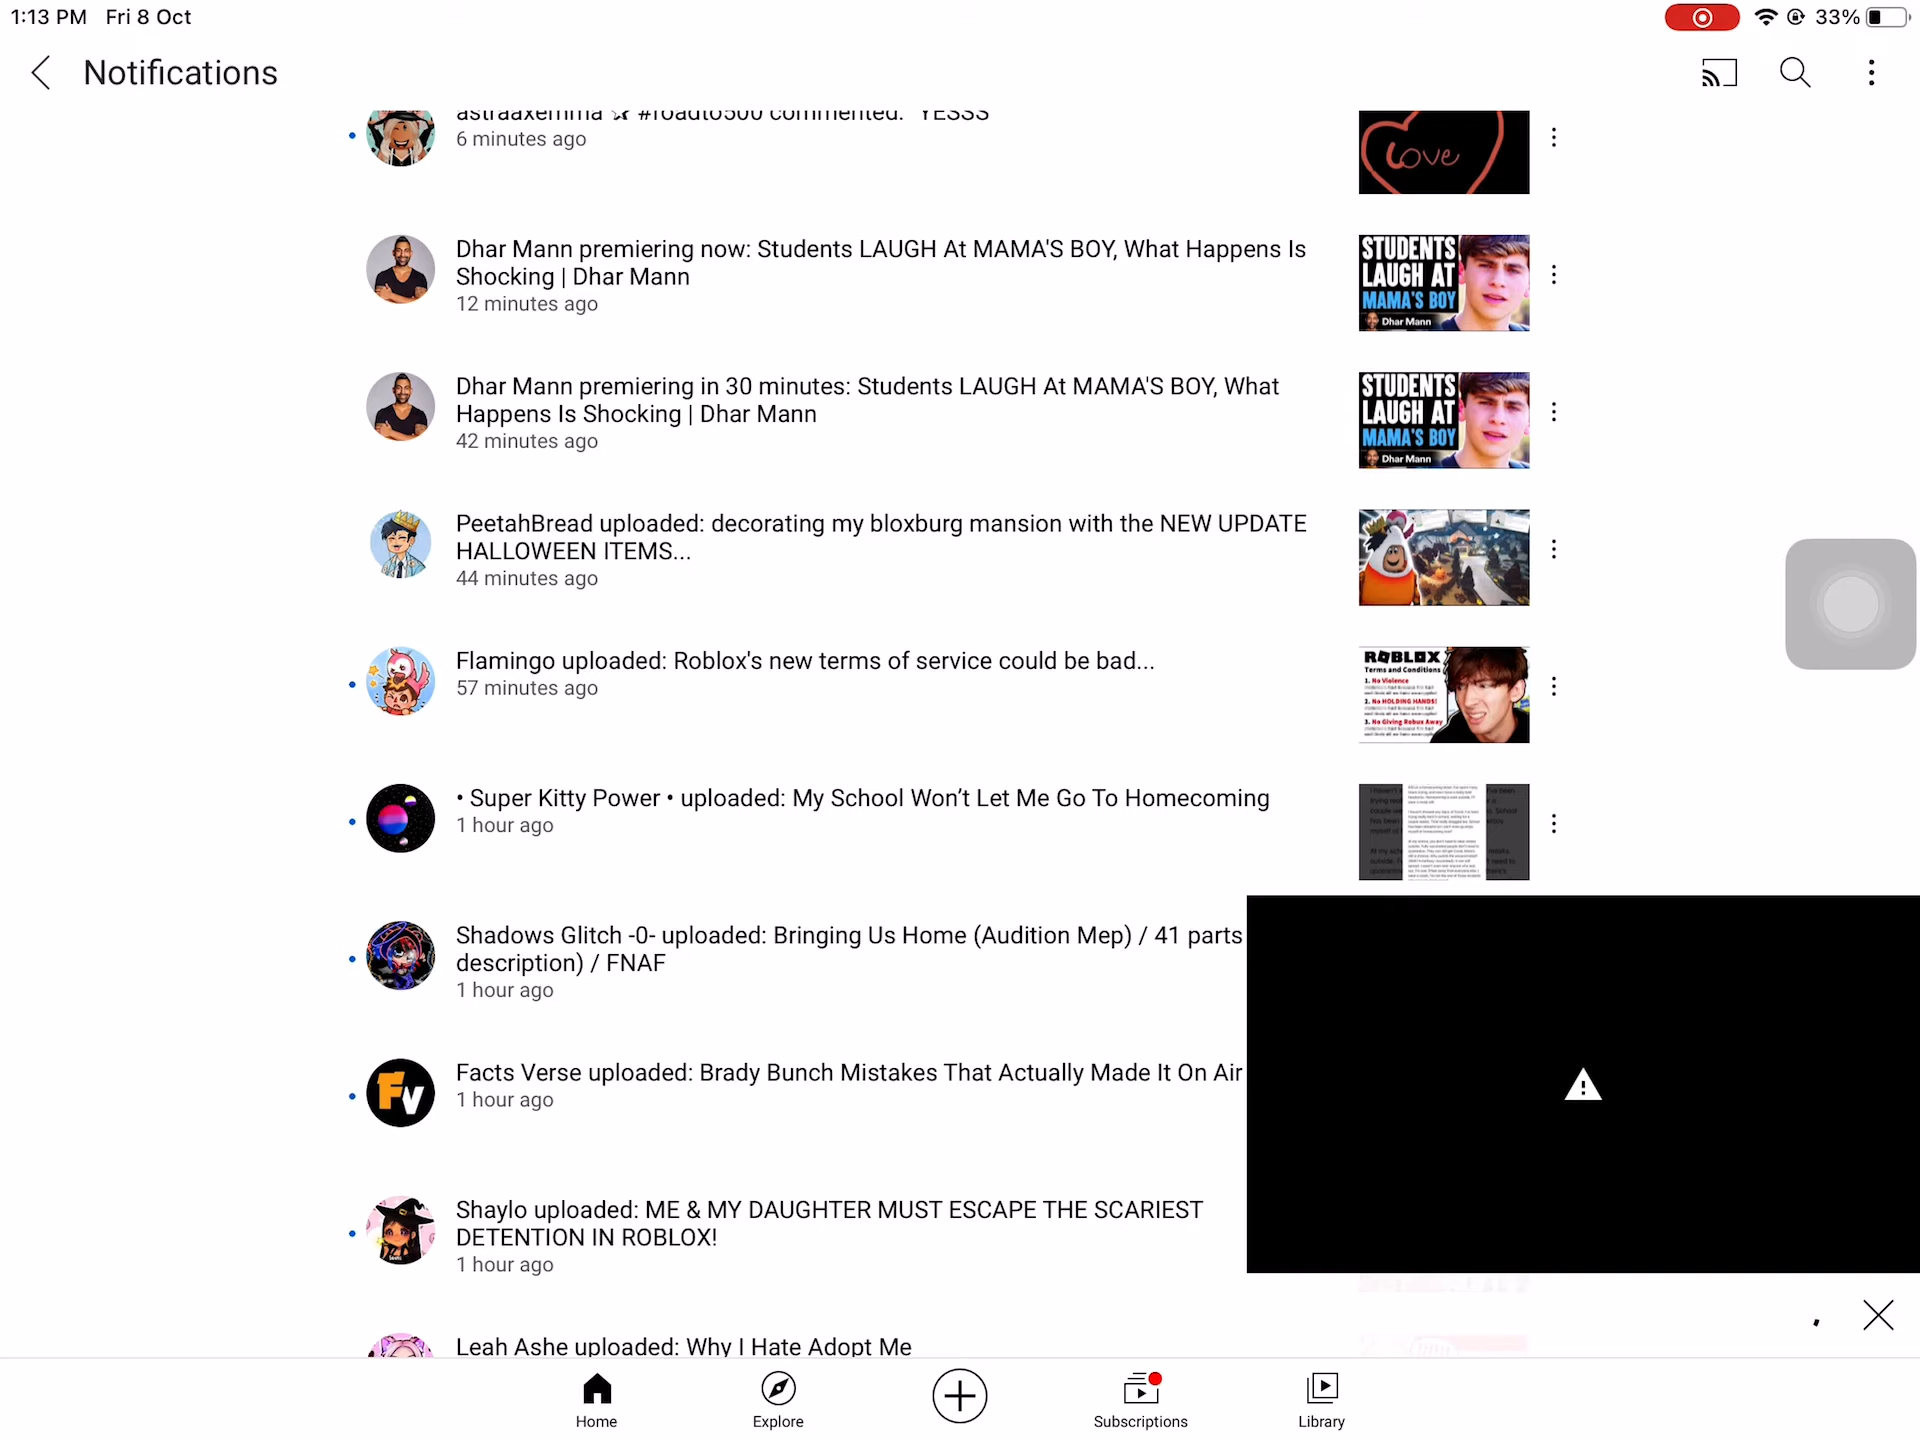 1:13 PM Fri 8 Oct 33%
Notifications
astraaxemma ☆ #roadto500 commented: "YESSS"
6 minutes ago
Love
Dhar Mann premiering now: Students LAUGH At MAMA'S BOY, What Happens Is
Shocking | Dhar Mann
12 minutes ago
STUDENTS
LAUGH AT
MAMA'S BOY
Dhar Mann
Dhar Mann premiering in 30 minutes: Students LAUGH At MAMA'S BOY, What
Happens Is Shocking | Dhar Mann
42 minutes ago
STUDENTS
LAUGH AT
MAMA'S BOY
Dhar Mann
PeetahBread uploaded: decorating my bloxburg mansion with the NEW UPDATE
HALLOWEEN ITEMS...
44 minutes ago
Flamingo uploaded: Roblox's new terms of service could be bad...
57 minutes ago
ROBLOX
Terms and Conditions
1. No Violence
2. No HOLDING HANDS!
3. No Giving Robux Away
• Super Kitty Power • uploaded: My School Won’t Let Me Go To Homecoming
1 hour ago
Shadows Glitch -0- uploaded: Bringing Us Home (Audition Mep) / 41 parts
description) / FNAF
1 hour ago
FV
Facts Verse uploaded: Brady Bunch Mistakes That Actually Made It On Air
1 hour ago
Shaylo uploaded: ME & MY DAUGHTER MUST ESCAPE THE SCARIEST
DETENTION IN ROBLOX!
1 hour ago
Leah Ashe uploaded: Why I Hate Adopt Me
Home
Explore
Subscriptions
Library